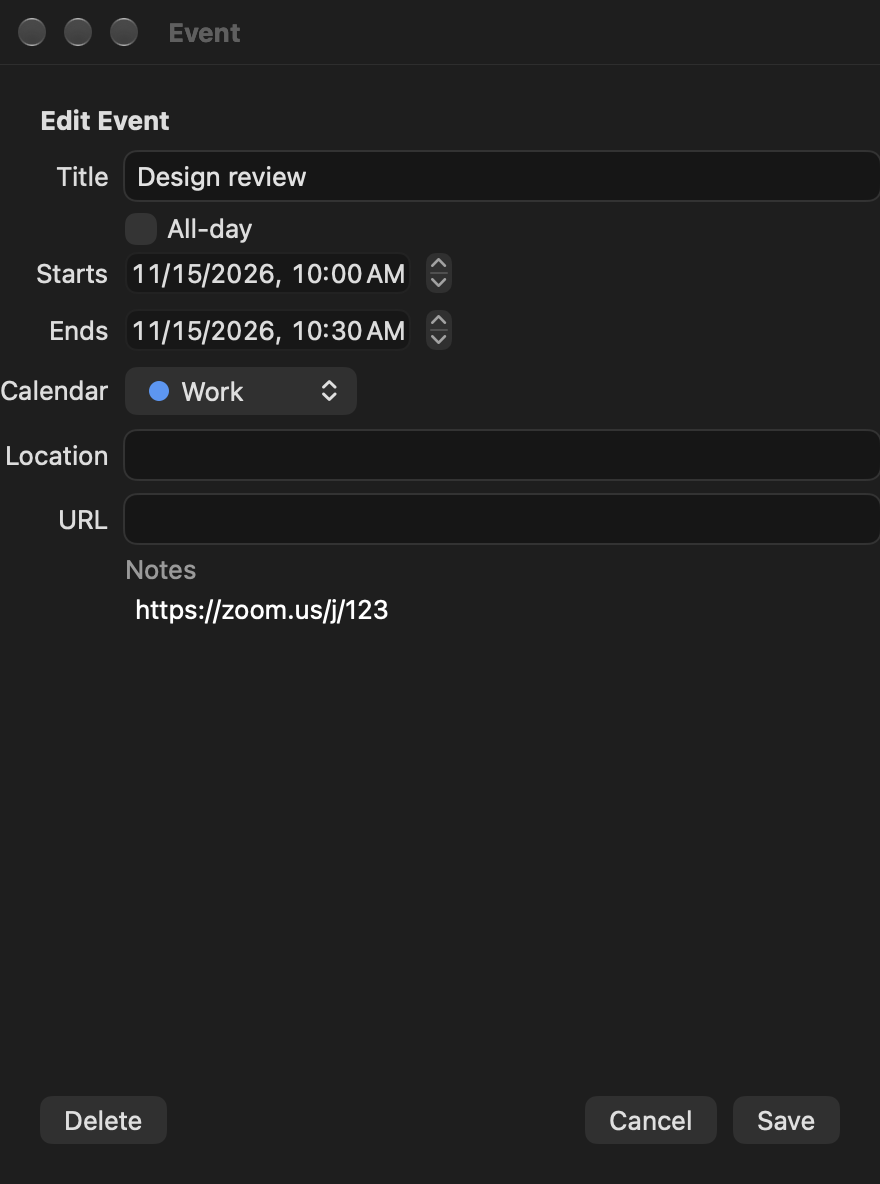 Event
Edit Event
Title Design review
All-day
Starts 11/15/2026, 10:00 AM
Ends 11/15/2026, 10:30 AM
Calendar Work
Location
URL
Notes
https://zoom.us/j/123
Delete Cancel Save